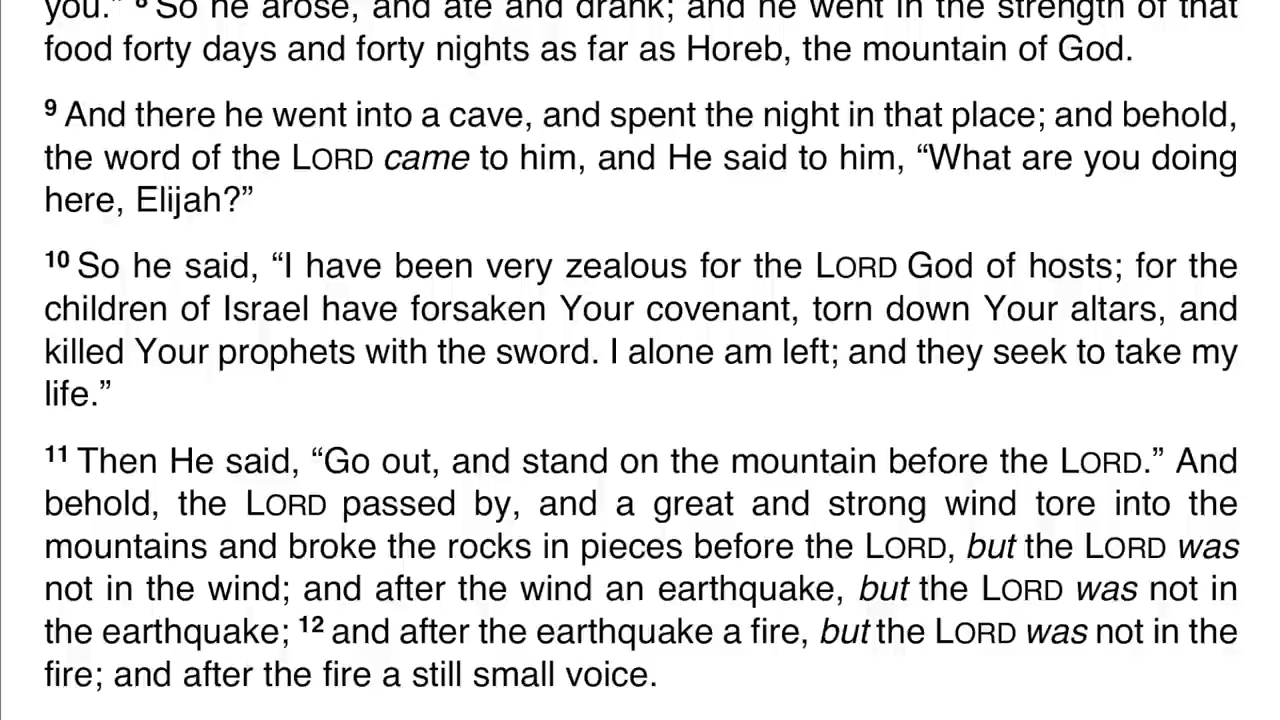 you.” 8 So he arose, and ate and drank; and he went in the strength of that
food forty days and forty nights as far as Horeb, the mountain of God.
9 And there he went into a cave, and spent the night in that place; and behold,
the word of the LORD came to him, and He said to him, “What are you doing
here, Elijah?”
10 So he said, “I have been very zealous for the LORD God of hosts; for the
children of Israel have forsaken Your covenant, torn down Your altars, and
killed Your prophets with the sword. I alone am left; and they seek to take my
life.”
11 Then He said, “Go out, and stand on the mountain before the LORD.” And
behold, the LORD passed by, and a great and strong wind tore into the
mountains and broke the rocks in pieces before the LORD, but the LORD was
not in the wind; and after the wind an earthquake, but the LORD was not in
the earthquake; 12 and after the earthquake a fire, but the LORD was not in the
fire; and after the fire a still small voice.